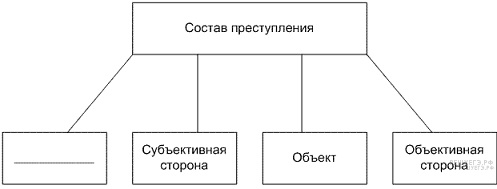 Состав преступления
Субъективная
сторона
Объект
Объективная
сторона